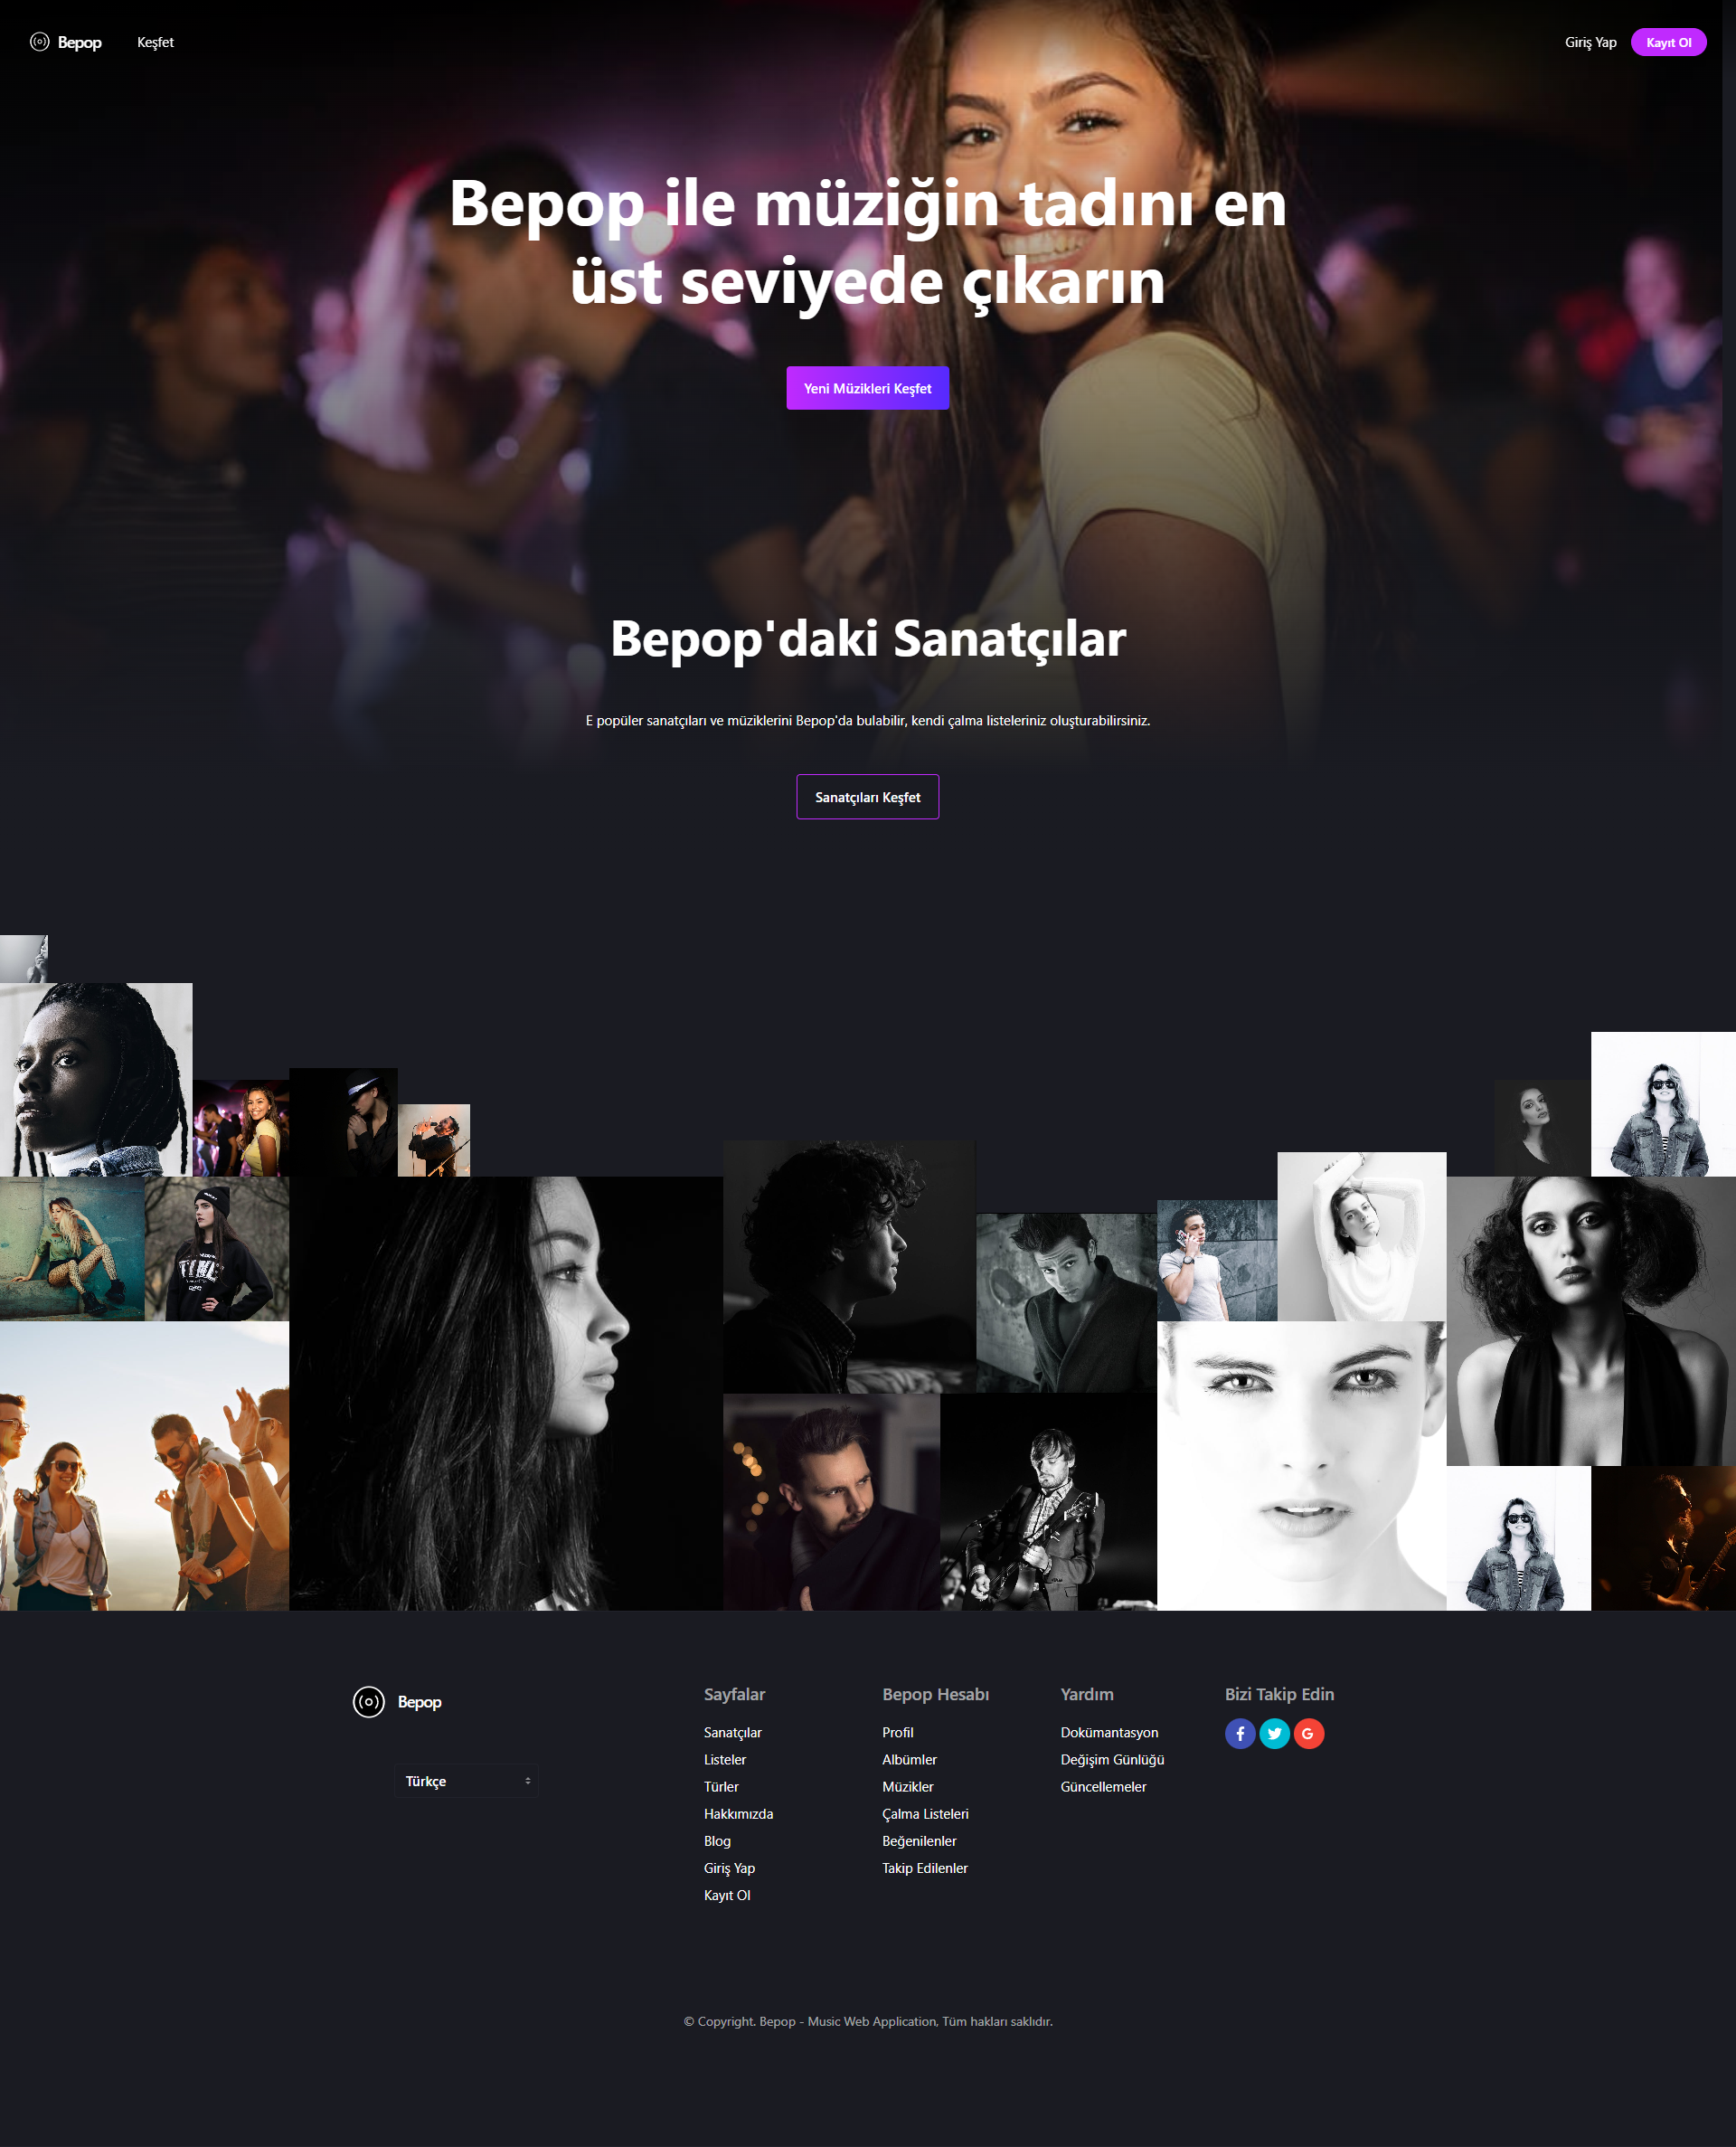 Bepop
Keşfet
Giriş Yap
Kayıt Ol
Bepop ile müziğin tadını en
üst seviyede çıkarın
Yeni Müzikleri Keşfet
Bepop'daki Sanatçılar
E popüler sanatçıları ve müziklerini Bepop'da bulabilir, kendi çalma listeleriniz oluşturabilirsiniz.
Sanatçıları Keşfet
Bepop
Türkçe
Sayfalar
Sanatçılar
Listeler
Türler
Hakkımızda
Blog
Giriş Yap
Kayıt Ol
Bepop Hesabı
Profil
Albümler
Müzikler
Çalma Listeleri
Beğenilenler
Takip Edilenler
Yardım
Dokümantasyon
Değişim Günlüğü
Güncellemeler
Bizi Takip Edin
© Copyright. Bepop - Music Web Application, Tüm hakları saklıdır.